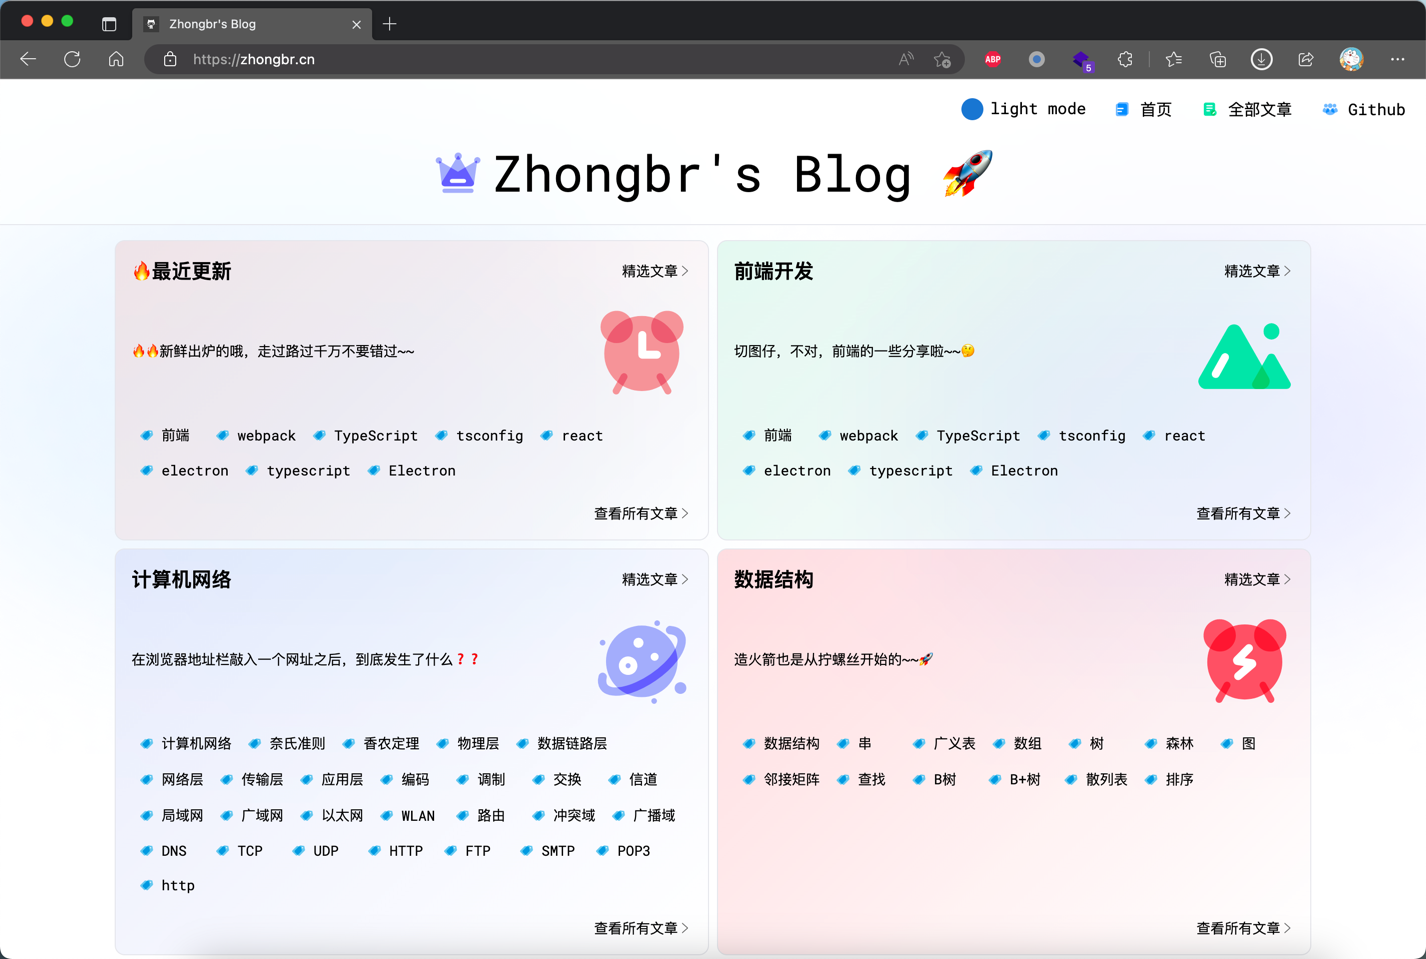 Zhongbr's Blog
https://zhongbr.cn
ABP
5
light mode 首页 全部文章 Github
Zhongbr's Blog
最近更新 精选文章
新鲜出炉的哦，走过路过千万不要错过~~
前端 webpack TypeScript tsconfig react
electron typescript Electron
查看所有文章
前端开发 精选文章
切图仔，不对，前端的一些分享啦~~
前端 webpack TypeScript tsconfig react
electron typescript Electron
查看所有文章
计算机网络 精选文章
在浏览器地址栏敲入一个网址之后，到底发生了什么❓❓
计算机网络 奈氏准则 香农定理 物理层 数据链路层
网络层 传输层 应用层 编码 调制 交换 信道
局域网 广域网 以太网 WLAN 路由 冲突域 广播域
DNS TCP UDP HTTP FTP SMTP POP3
http
查看所有文章
数据结构 精选文章
造火箭也是从拧螺丝开始的~~
数据结构 串 广义表 数组 树 森林 图
邻接矩阵 查找 B树 B+树 散列表 排序
查看所有文章